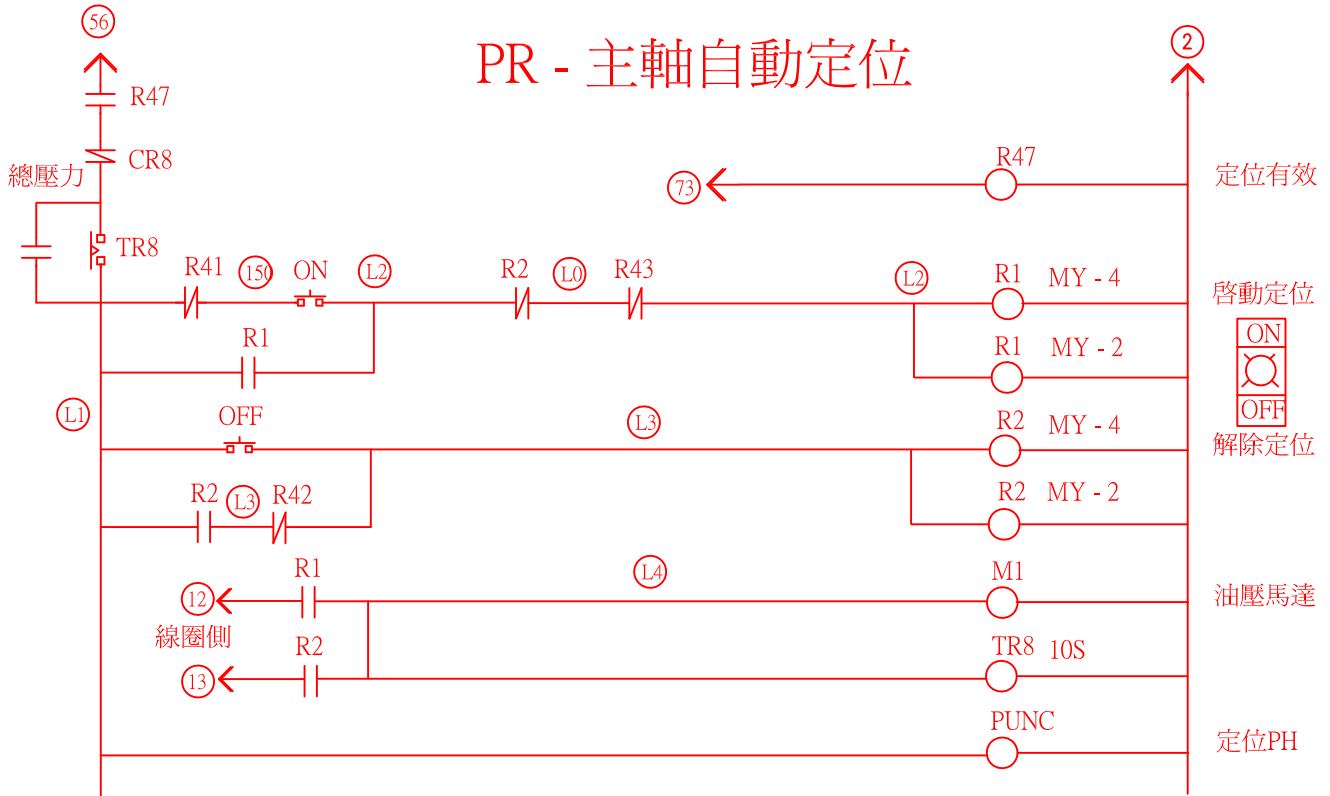 56
PR - 主軸自動定位
2
R47
CR8
總壓力
73
R47
定位有效
TR8
R41
150
ON
L2
R2
L0
R43
L2
R1
MY - 4
啓動定位
R1
R1
MY - 2
ON
L1
OFF
L3
R2
MY - 4
OFF
解除定位
R2
L3
R42
R2
MY - 2
R1
L4
M1
12
油壓馬達
線圈側
R2
TR8
10S
13
PUNC
定位PH